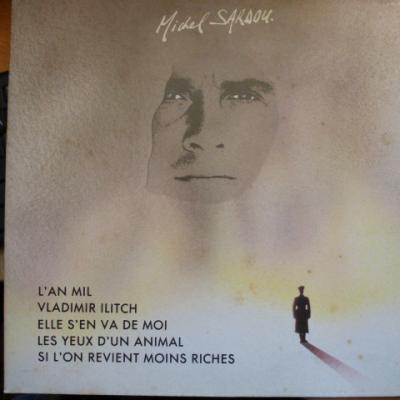 Michel SARDOU.
L'AN MIL
VLADIMIR ILITCH
ELLE S'EN VA DE MOI
LES YEUX D'UN ANIMAL
SI L'ON REVIENT MOINS RICHES